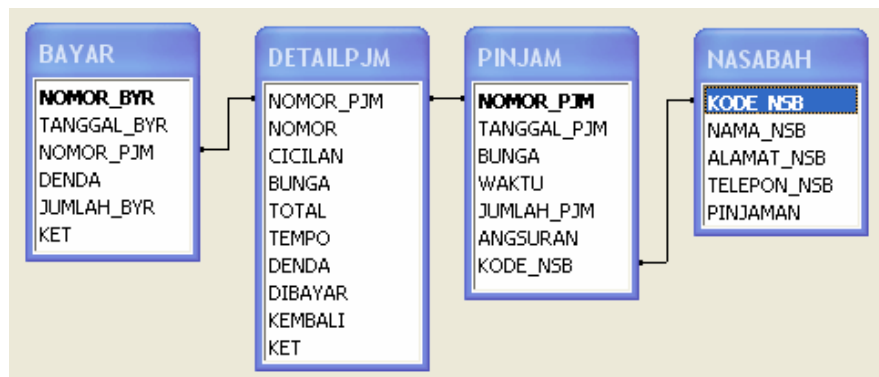 BAYAR
NOMOR_BYR
TANGGAL_BYR
NOMOR_PJM
DENDA
JUMLAH_BYR
KET
DETAILPJM
NOMOR_PJM
NOMOR
CICILAN
BUNGA
TOTAL
TEMPO
DENDA
DIBAYAR
KEMBALI
KET
PINJAM
NOMOR_PJM
TANGGAL_PJM
BUNGA
WAKTU
JUMLAH_PJM
ANGSURAN
KODE_NSB
NASABAH
KODE_NSB
NAMA_NSB
ALAMAT_NSB
TELEPON_NSB
PINJAMAN